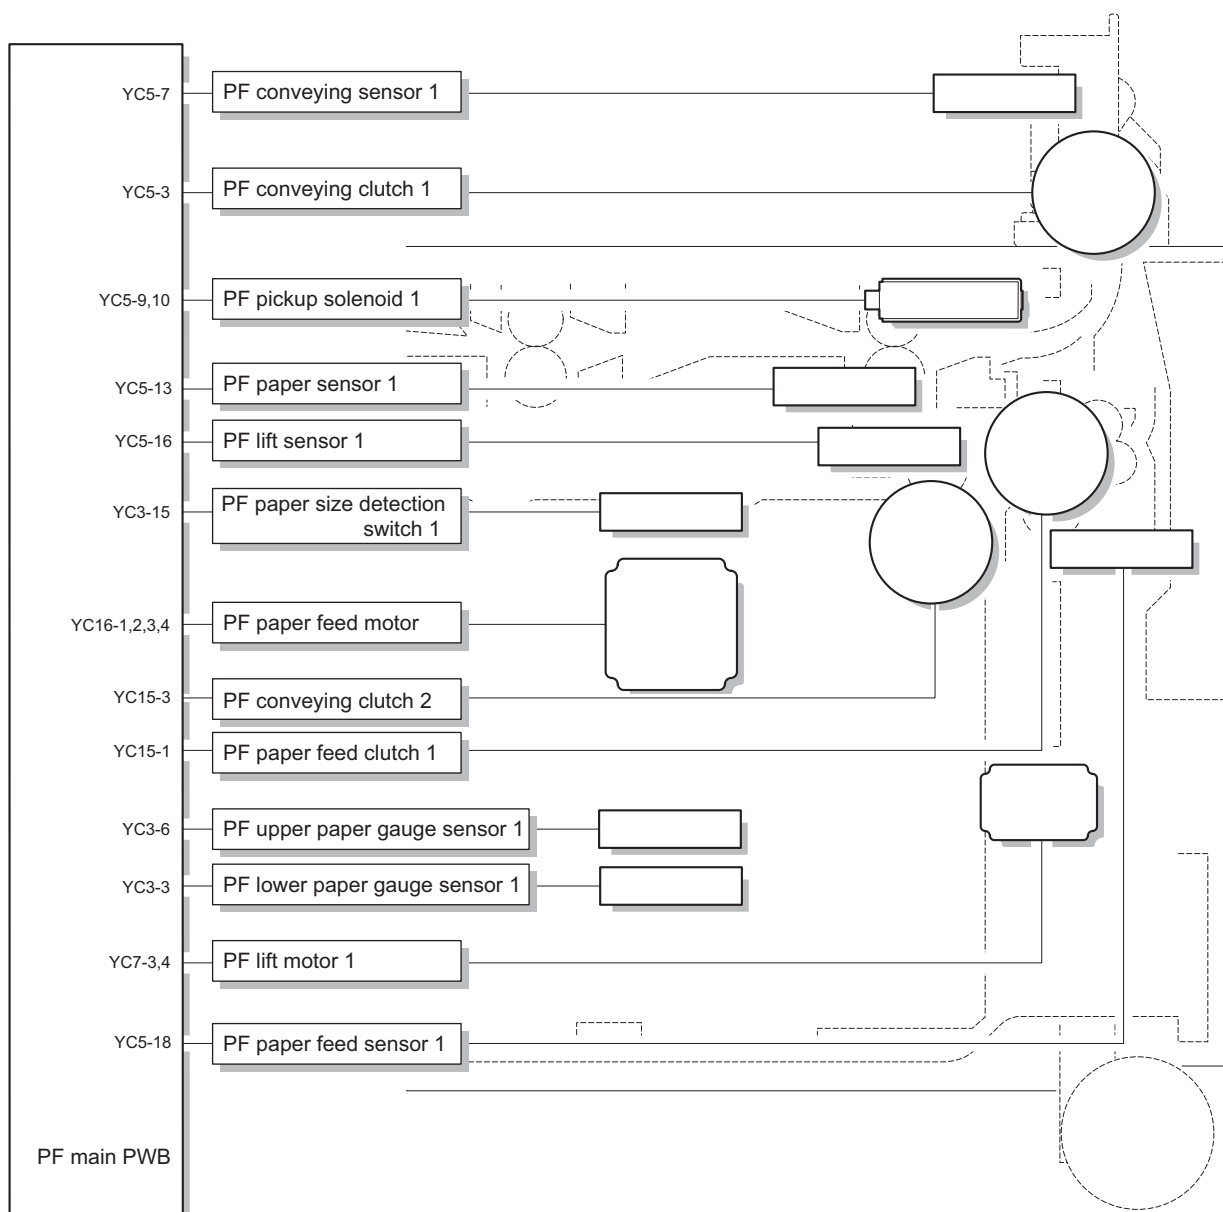 YC5-7 PF conveying sensor 1
YC5-3 PF conveying clutch 1
YC5-9,10 PF pickup solenoid 1
YC5-13 PF paper sensor 1
YC5-16 PF lift sensor 1
YC3-15 PF paper size detection
switch 1
YC16-1,2,3,4 PF paper feed motor
YC15-3 PF conveying clutch 2
YC15-1 PF paper feed clutch 1
YC3-6 PF upper paper gauge sensor 1
YC3-3 PF lower paper gauge sensor 1
YC7-3,4 PF lift motor 1
YC5-18 PF paper feed sensor 1
PF main PWB